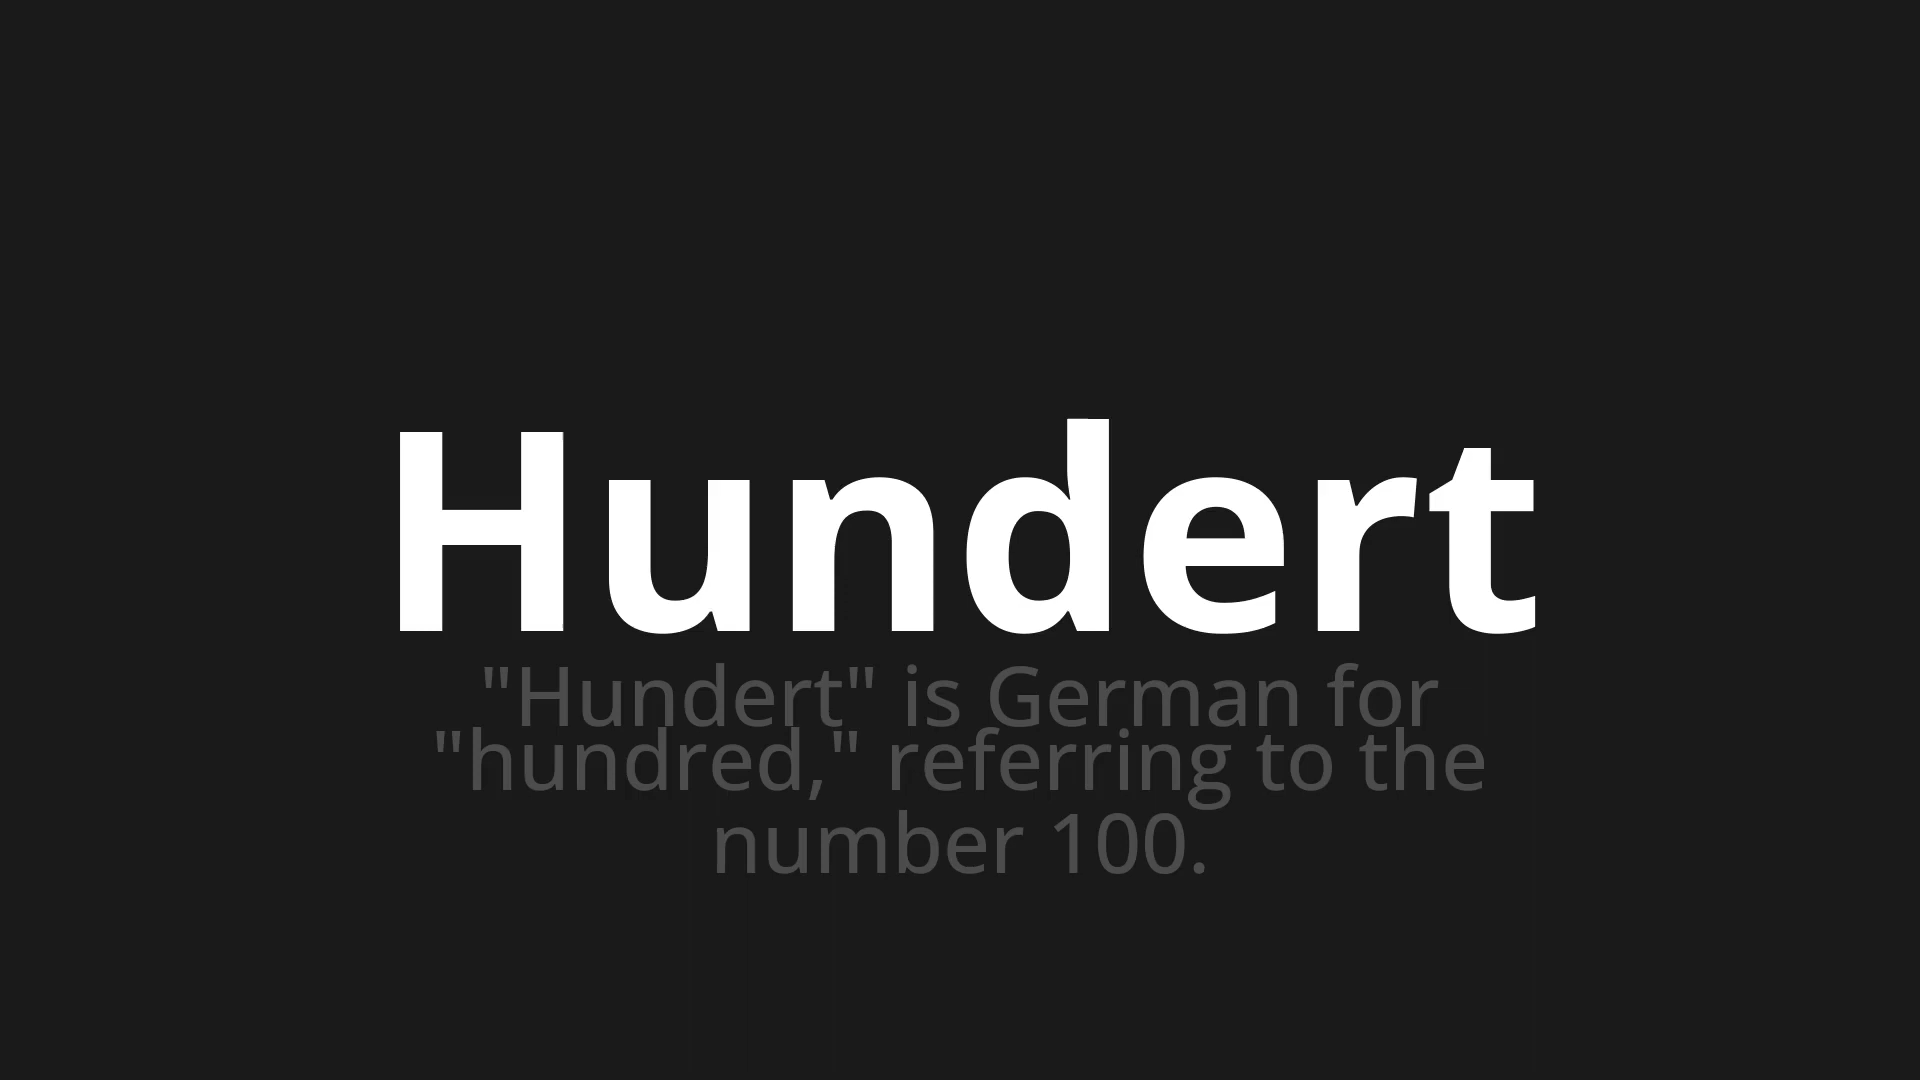 Hundert
"Hundert" is German for
"hundred," referring to the
number 100.